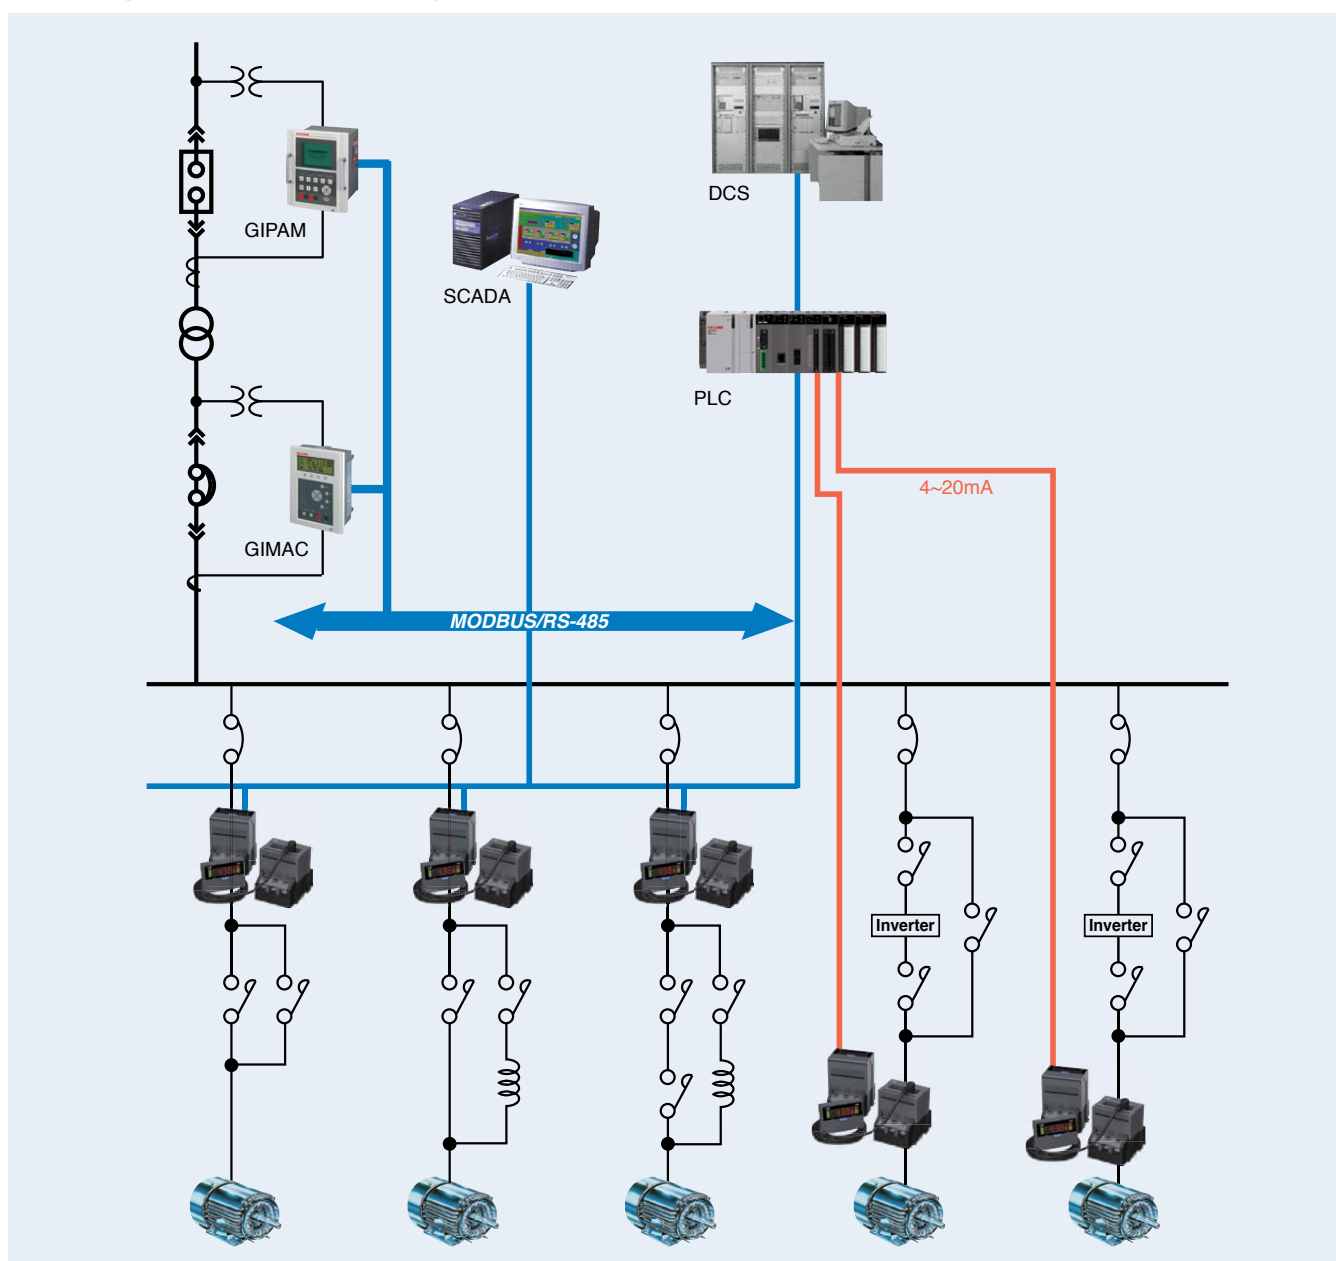 DCS
GIPAM
SCADA
PLC
4~20mA
GIMAC
MODBUS/RS-485
Inverter
Inverter